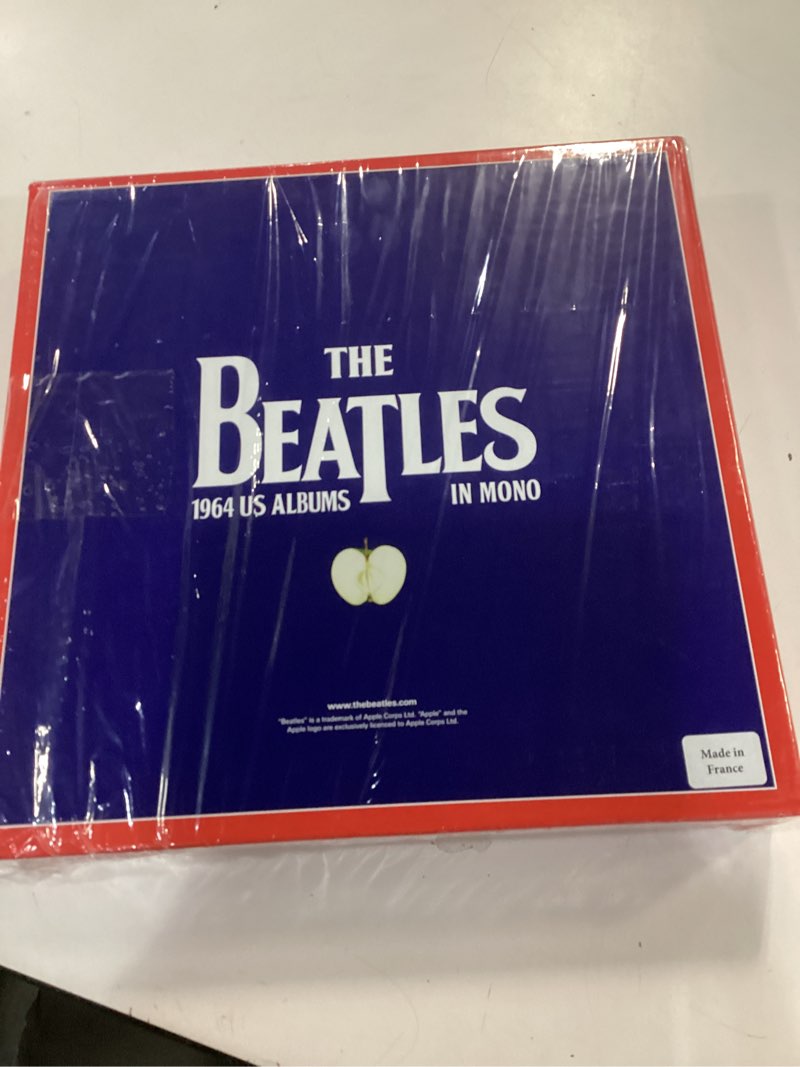 THE
BEATLES
1964 US ALBUMS IN MONO
www.thebeatles.com
"Beatles" is a trademark of Apple Corps Ltd. "Apple" and the
Apple logo are exclusively licensed to Apple Corps Ltd.
Made in
France